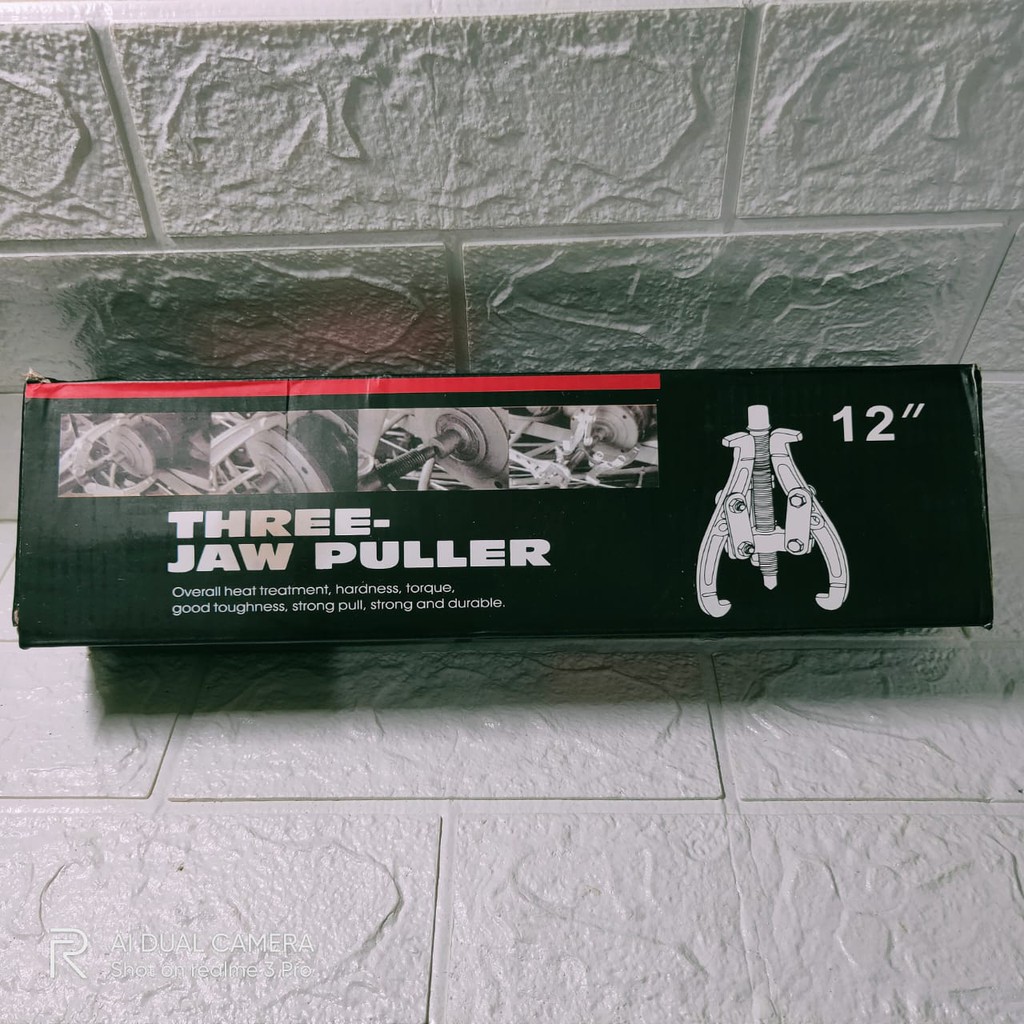 12"
THREE-
JAW PULLER
Overall heat treatment, hardness, torque,
good toughness, strong pull, strong and durable.
R
AI DUAL CAMERA
Shot on realme 3 Pro